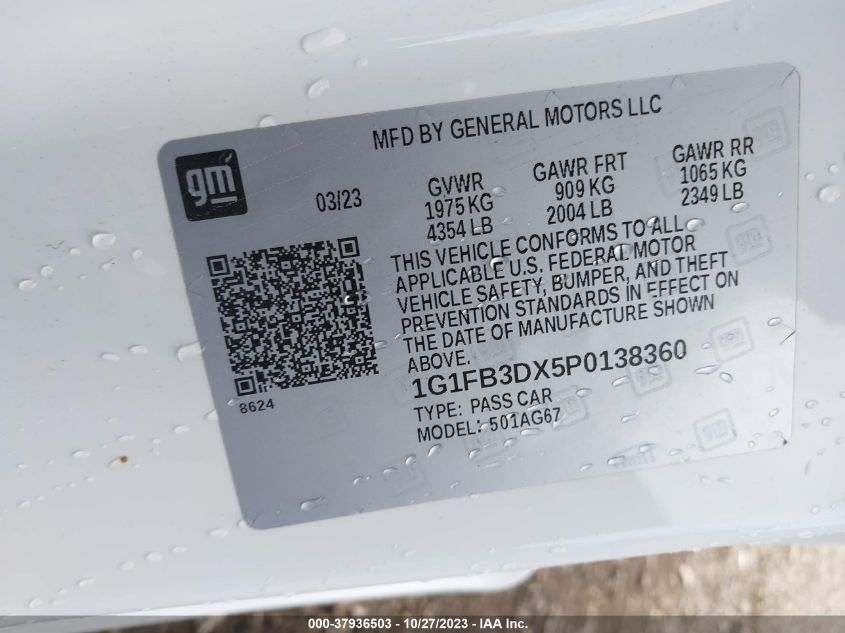 MFD BY GENERAL MOTORS LLC
gm
03/23
GVWR
1975 KG
4354 LB
GAWR FRT
909 KG
2004 LB
GAWR RR
1065 KG
2349 LB
THIS VEHICLE CONFORMS TO ALL
APPLICABLE U.S. FEDERAL MOTOR
VEHICLE SAFETY, BUMPER, AND THEFT
PREVENTION STANDARDS IN EFFECT ON
THE DATE OF MANUFACTURE SHOWN
ABOVE.
1G1FB3DX5P0138360
TYPE: PASS CAR
MODEL: 501AG67
8624
gm
000-37936503 - 10/27/2023 - IAA Inc.